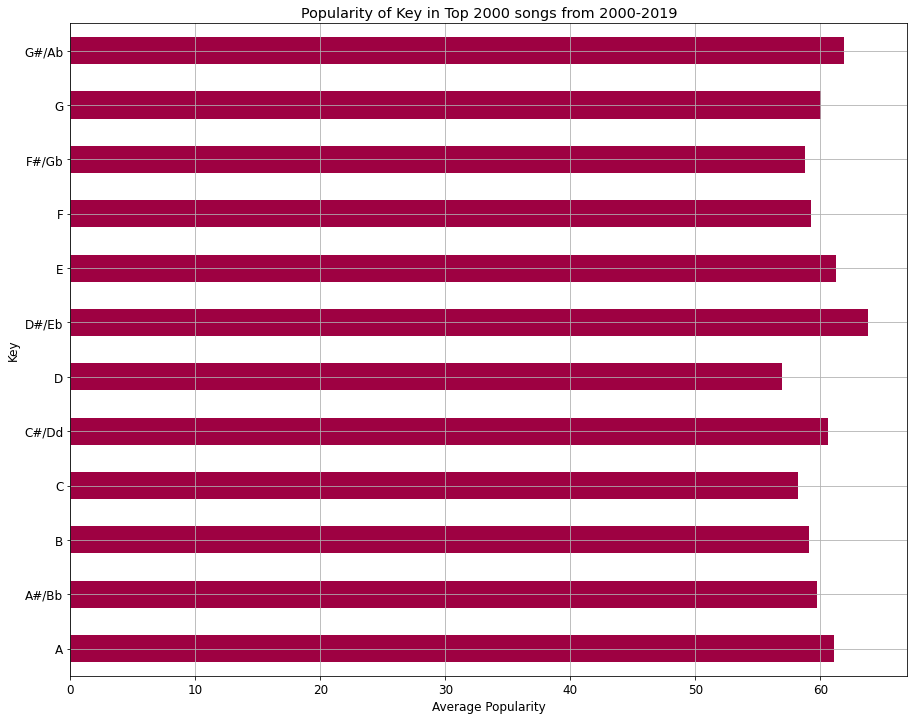 Popularity of Key in Top 2000 songs from 2000-2019
G#/Ab
G
F#/Gb
F
E
D#/Eb
D
C#/Dd
C
B
A#/Bb
A
Key
0 10 20 30 40 50 60
Average Popularity